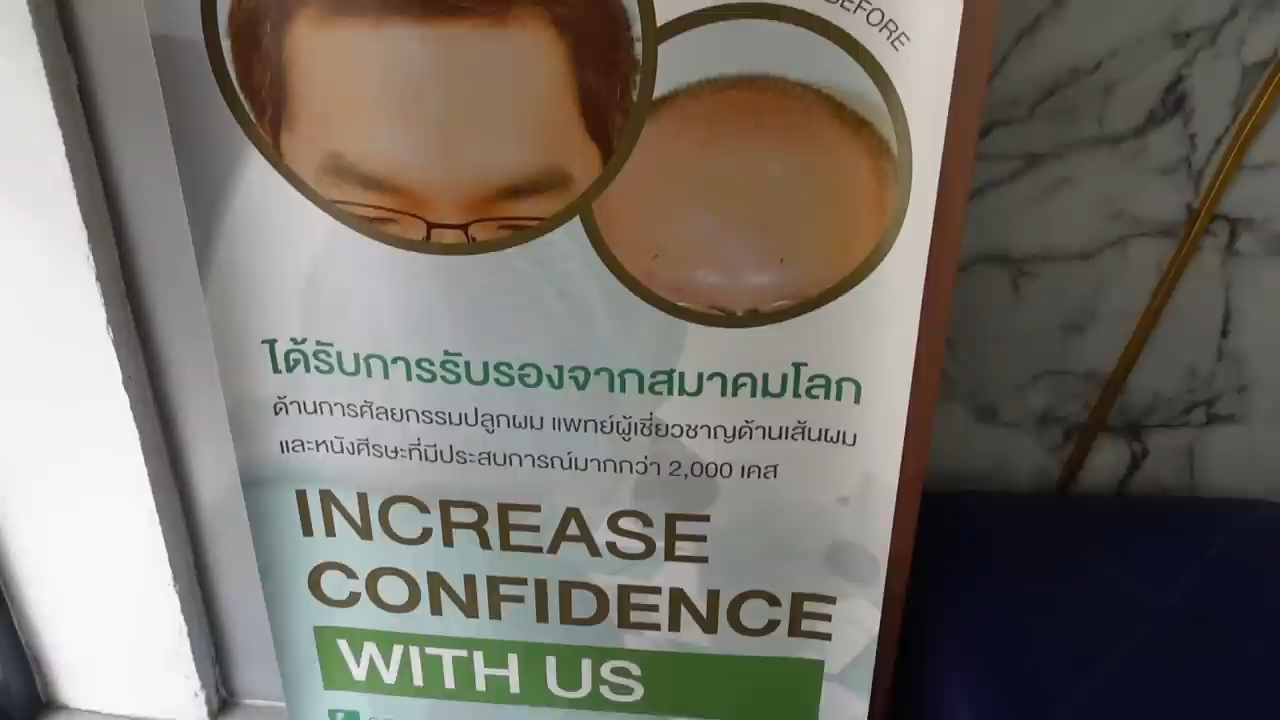 BEFORE
ได้รับการรับรองจากสมาคมโลก
ด้านการศัลยกรรมปลูกผม แพทย์ผู้เชี่ยวชาญด้านเส้นผม
และหนังศีรษะที่มีประสบการณ์มากกว่า 2,000 เคส
INCREASE
CONFIDENCE
WITH US